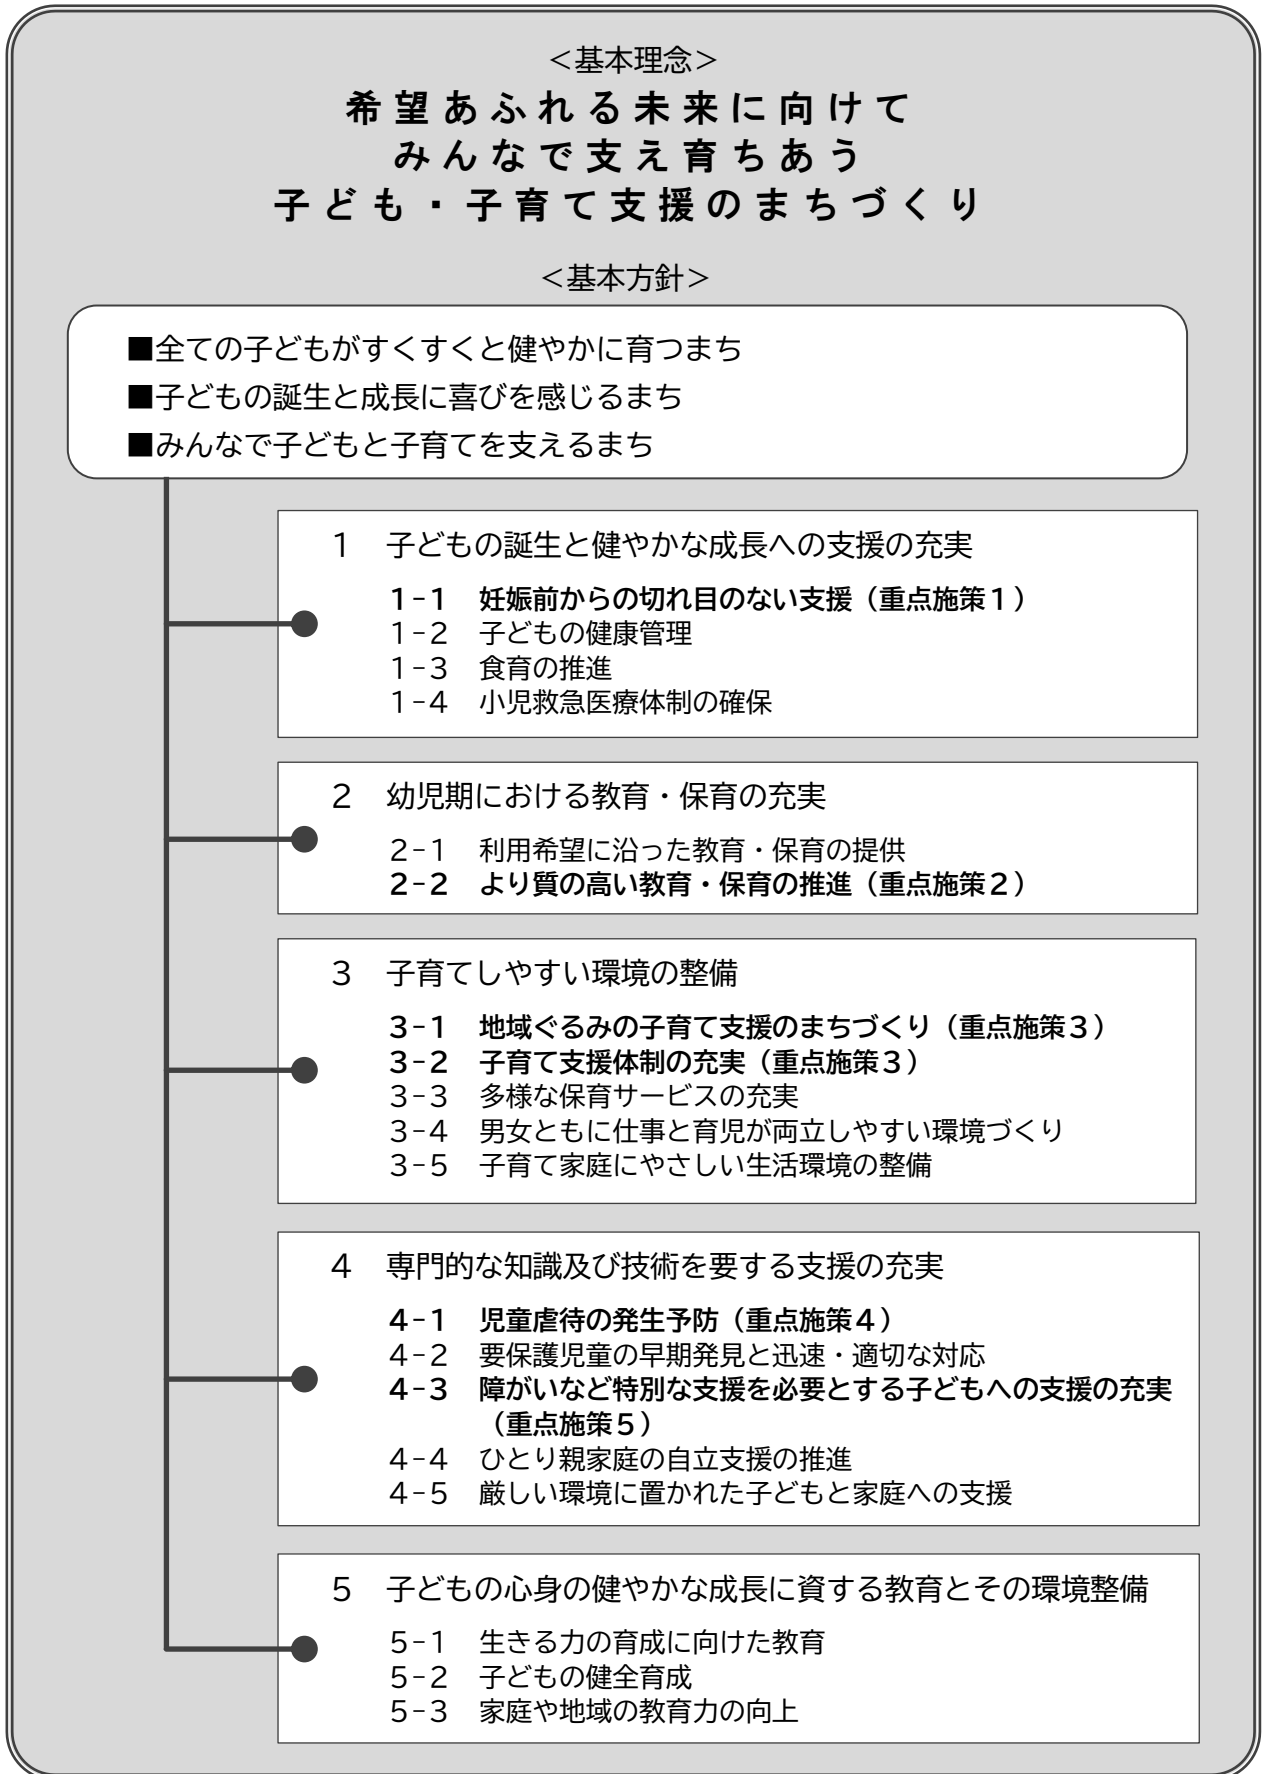 ＜基本理念＞
希望あふれる未来に向けて
みんなで支え育ちあう
子ども・子育て支援のまちづくり
＜基本方針＞
■全ての子どもがすくすくと健やかに育つまち
■子どもの誕生と成長に喜びを感じるまち
■みんなで子どもと子育てを支えるまち
１　子どもの誕生と健やかな成長への支援の充実
１-１　妊娠前からの切れ目のない支援（重点施策１）
１-２　子どもの健康管理
１-３　食育の推進
１-４　小児救急医療体制の確保
２　幼児期における教育・保育の充実
２-１　利用希望に沿った教育・保育の提供
２-２　より質の高い教育・保育の推進（重点施策２）
３　子育てしやすい環境の整備
３-１　地域ぐるみの子育て支援のまちづくり（重点施策３）
３-２　子育て支援体制の充実（重点施策３）
３-３　多様な保育サービスの充実
３-４　男女ともに仕事と育児が両立しやすい環境づくり
３-５　子育て家庭にやさしい生活環境の整備
４　専門的な知識及び技術を要する支援の充実
４-１　児童虐待の発生予防（重点施策４）
４-２　要保護児童の早期発見と迅速・適切な対応
４-３　障がいなど特別な支援を必要とする子どもへの支援の充実
（重点施策５）
４-４　ひとり親家庭の自立支援の推進
４-５　厳しい環境に置かれた子どもと家庭への支援
５　子どもの心身の健やかな成長に資する教育とその環境整備
５-１　生きる力の育成に向けた教育
５-２　子どもの健全育成
５-３　家庭や地域の教育力の向上